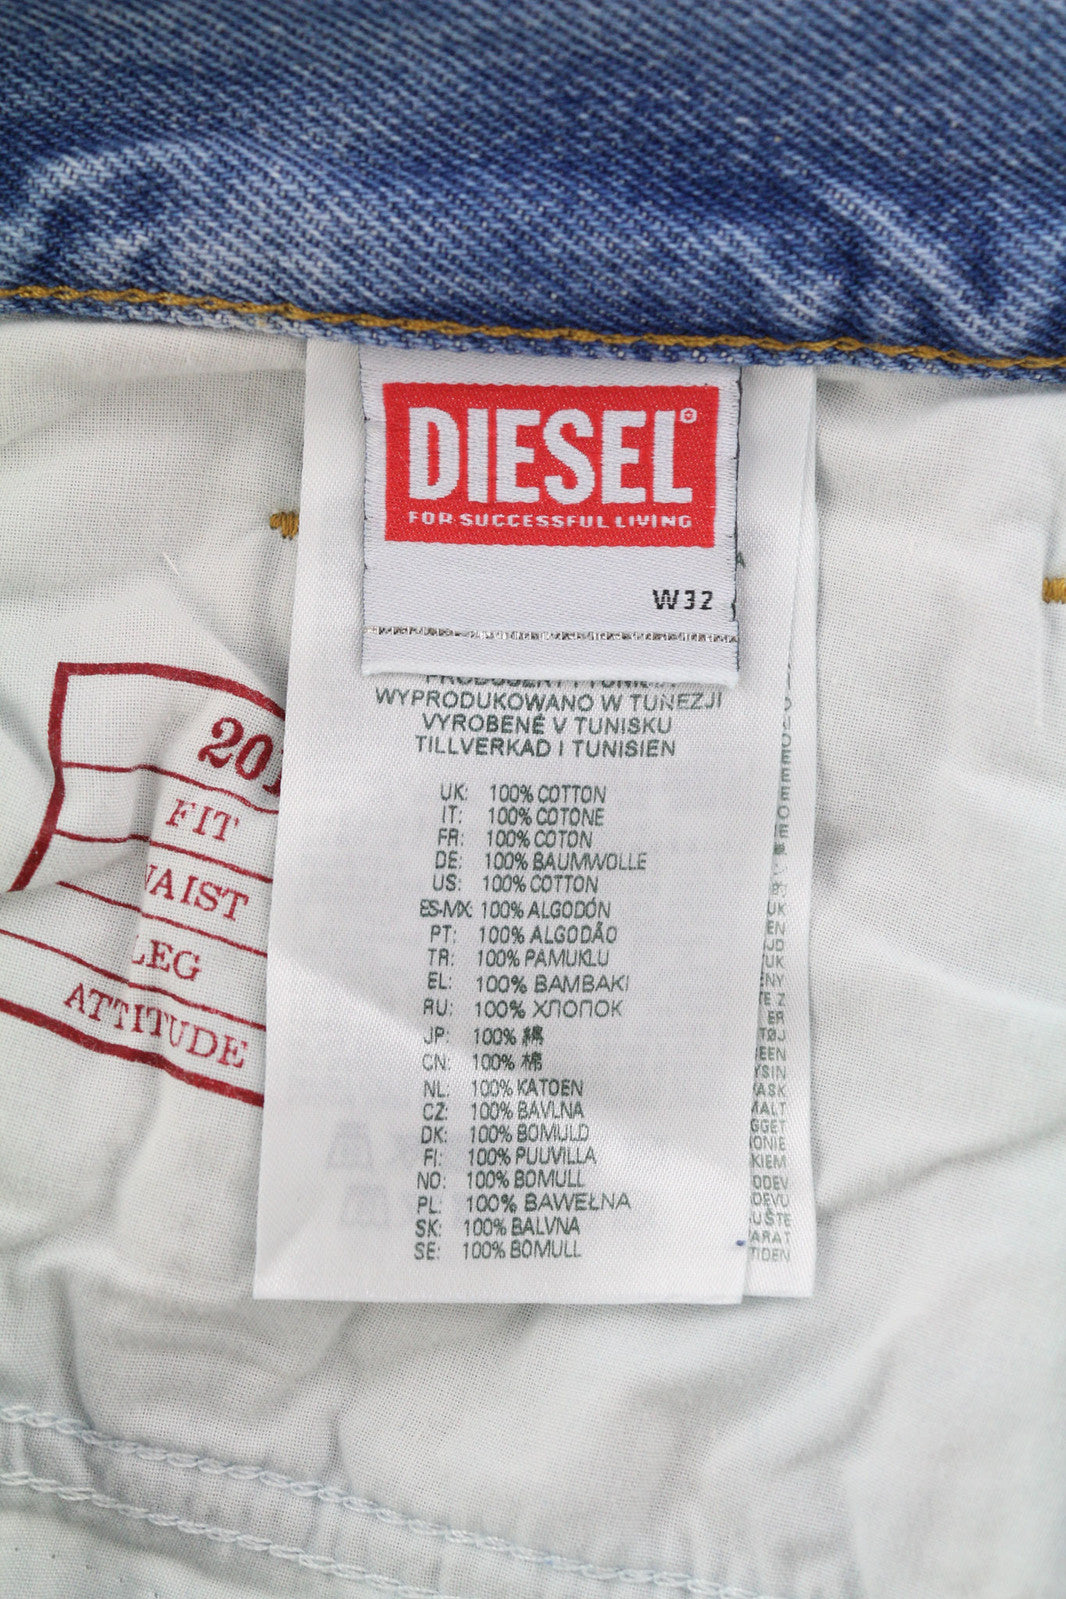 DIESEL®
FOR SUCCESSFUL LIVING
W32
WYPRODUKOWANO W TUNEZJI
VYROBENÉ V TUNISKU
TILLVERKAD I TUNISIEN
UK: 100% COTTON
IT: 100% COTONE
FR: 100% COTON
DE: 100% BAUMWOLLE
US: 100% COTTON
ES-MX: 100% ALGODÓN
PT: 100% ALGODÃO
TR: 100% PAMUKLU
EL: 100% BAMBAKI
RU: 100% ХЛОПОК
JP: 100% 綿
CN: 100% 棉
NL: 100% KATOEN
CZ: 100% BAVLNA
DK: 100% BOMULD
FI: 100% PUUVILLA
NO: 100% BOMULL
PL: 100% BAWEŁNA
SK: 100% BALVNA
SE: 100% BOMULL
201
FIT
WAIST
LEG
ATTITUDE